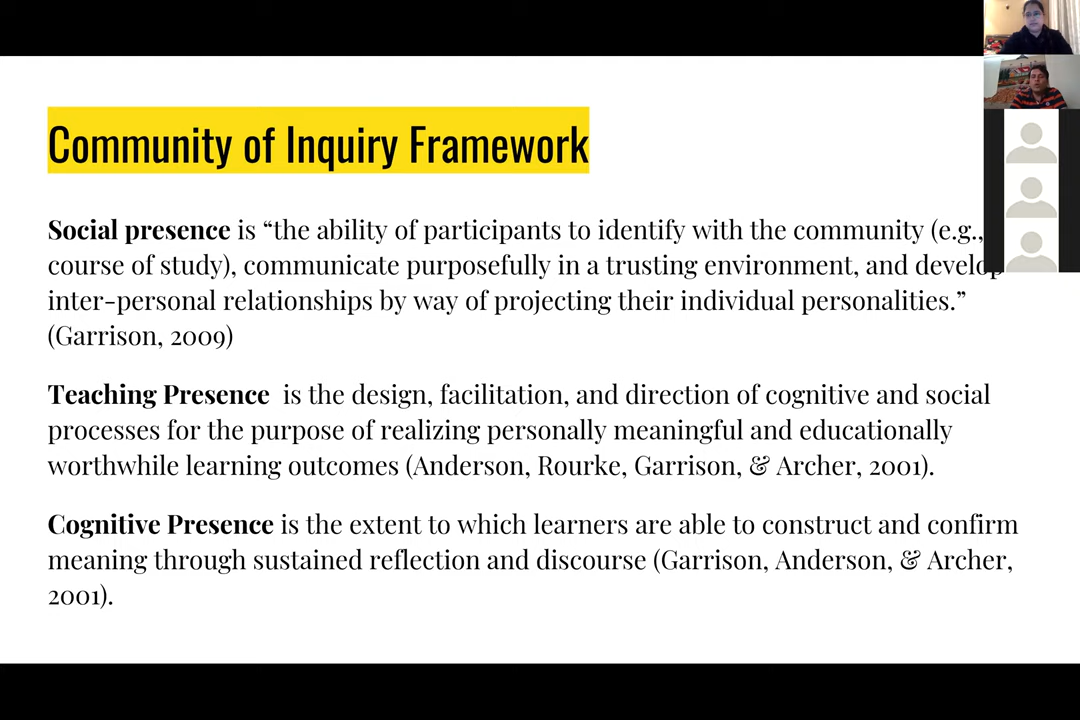 Community of Inquiry Framework
Social presence is “the ability of participants to identify with the community (e.g.,
course of study), communicate purposefully in a trusting environment, and develop
inter-personal relationships by way of projecting their individual personalities.”
(Garrison, 2009)
Teaching Presence is the design, facilitation, and direction of cognitive and social
processes for the purpose of realizing personally meaningful and educationally
worthwhile learning outcomes (Anderson, Rourke, Garrison, & Archer, 2001).
Cognitive Presence is the extent to which learners are able to construct and confirm
meaning through sustained reflection and discourse (Garrison, Anderson, & Archer,
2001).